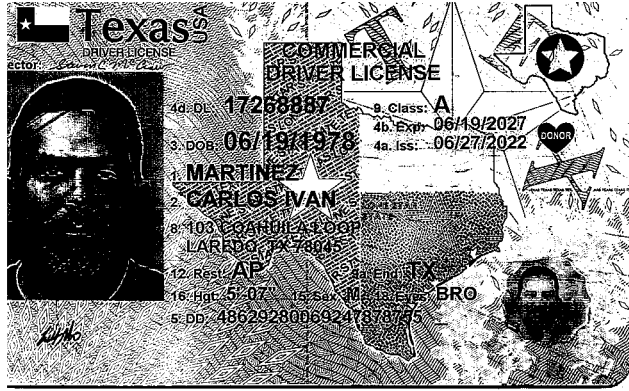 Texas USA
DRIVER LICENSE
COMMERCIAL
DRIVER LICENSE
4d. DL: 17268887
9. Class: A
4b. Exp: 06/19/2027
3. DOB: 06/19/1978
4a. Iss: 06/27/2022
DONOR
1. MARTINEZ
2. CARLOS IVAN
8. 103 COAHUILA LOOP
LAREDO, TX 78045
12. Rest: AP
9a. End: TX
16. Hgt: 5'-07" 15. Sex: M 18. Eyes: BRO
5. DD: 48629280069247878775